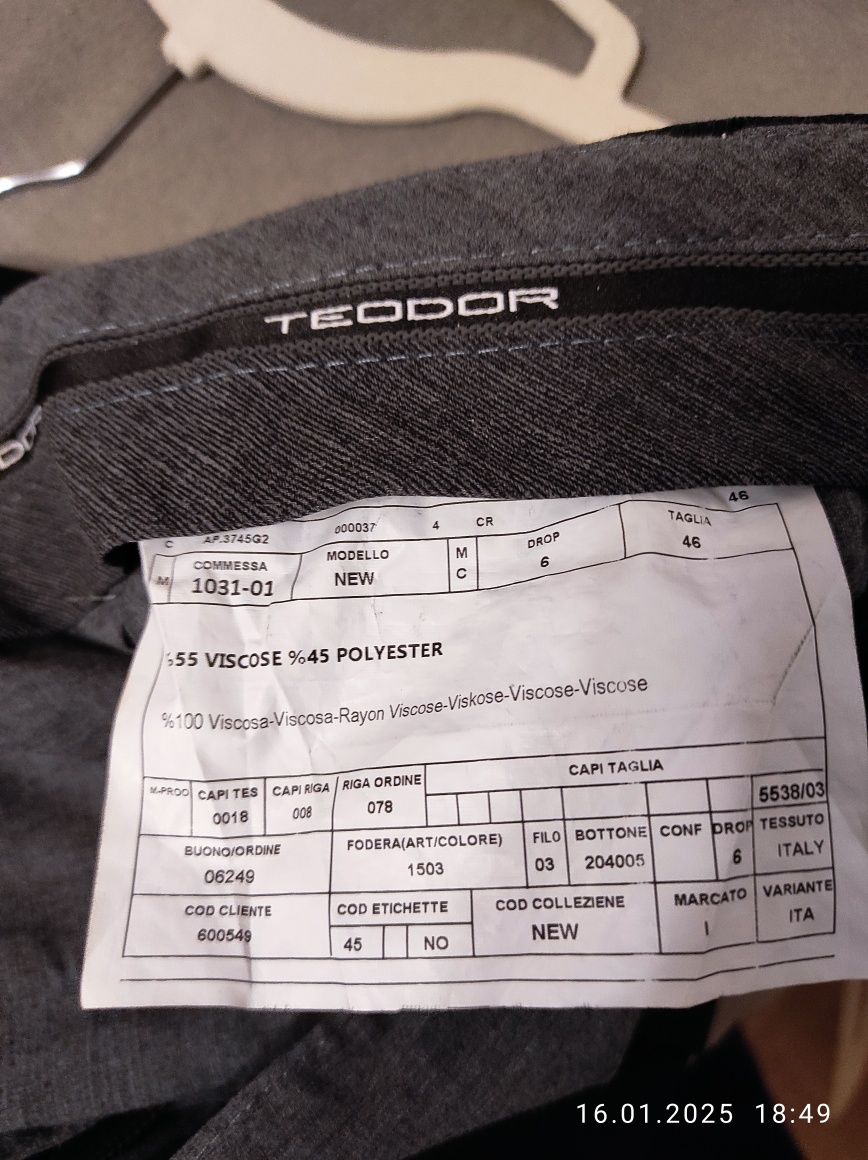 TEODOR
46
C AP.3745G2 000037 4 CR
COMMESSA MODELLO M DROP TAGLIA
M 1031-01 NEW C 6 46
55 VISCOSE %45 POLYESTER
%100 Viscosa-Viscosa-Rayon Viscose-Viskose-Viscose-Viscose
M-PROD CAPI TES CAPI RIGA RIGA ORDINE CAPI TAGLIA
0018 008 078 5538/03
BUONO/ORDINE FODERA(ART/COLORE) FILO BOTTONE CONF DROP TESSUTO
06249 1503 03 204005 6 ITALY
COD CLIENTE COD ETICHETTE COD COLLEZIENE MARCATO VARIANTE
600549 45 NO NEW I ITA
16.01.2025 18:49